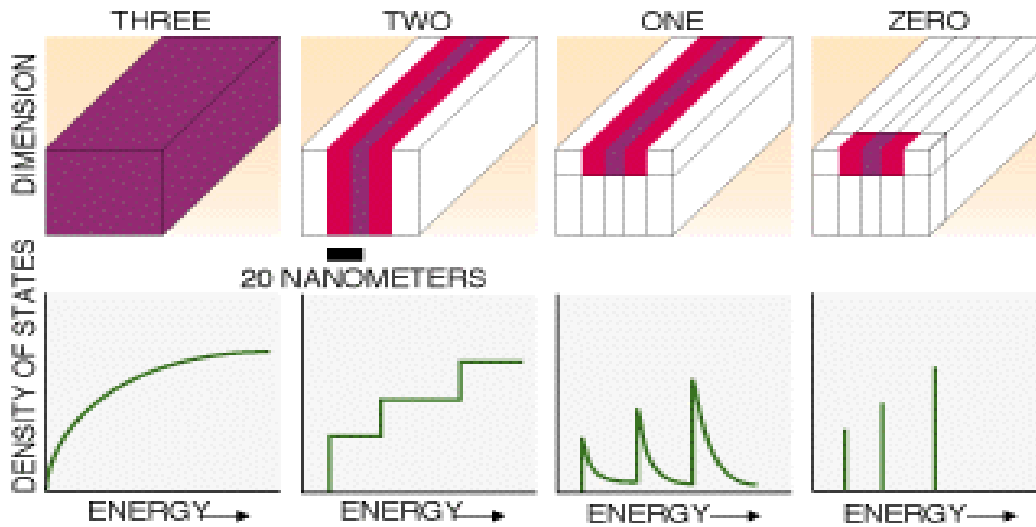 THREE
TWO
ONE
ZERO
DIMENSION
20 NANOMETERS
DENSITY OF STATES
ENERGY
ENERGY
ENERGY
ENERGY